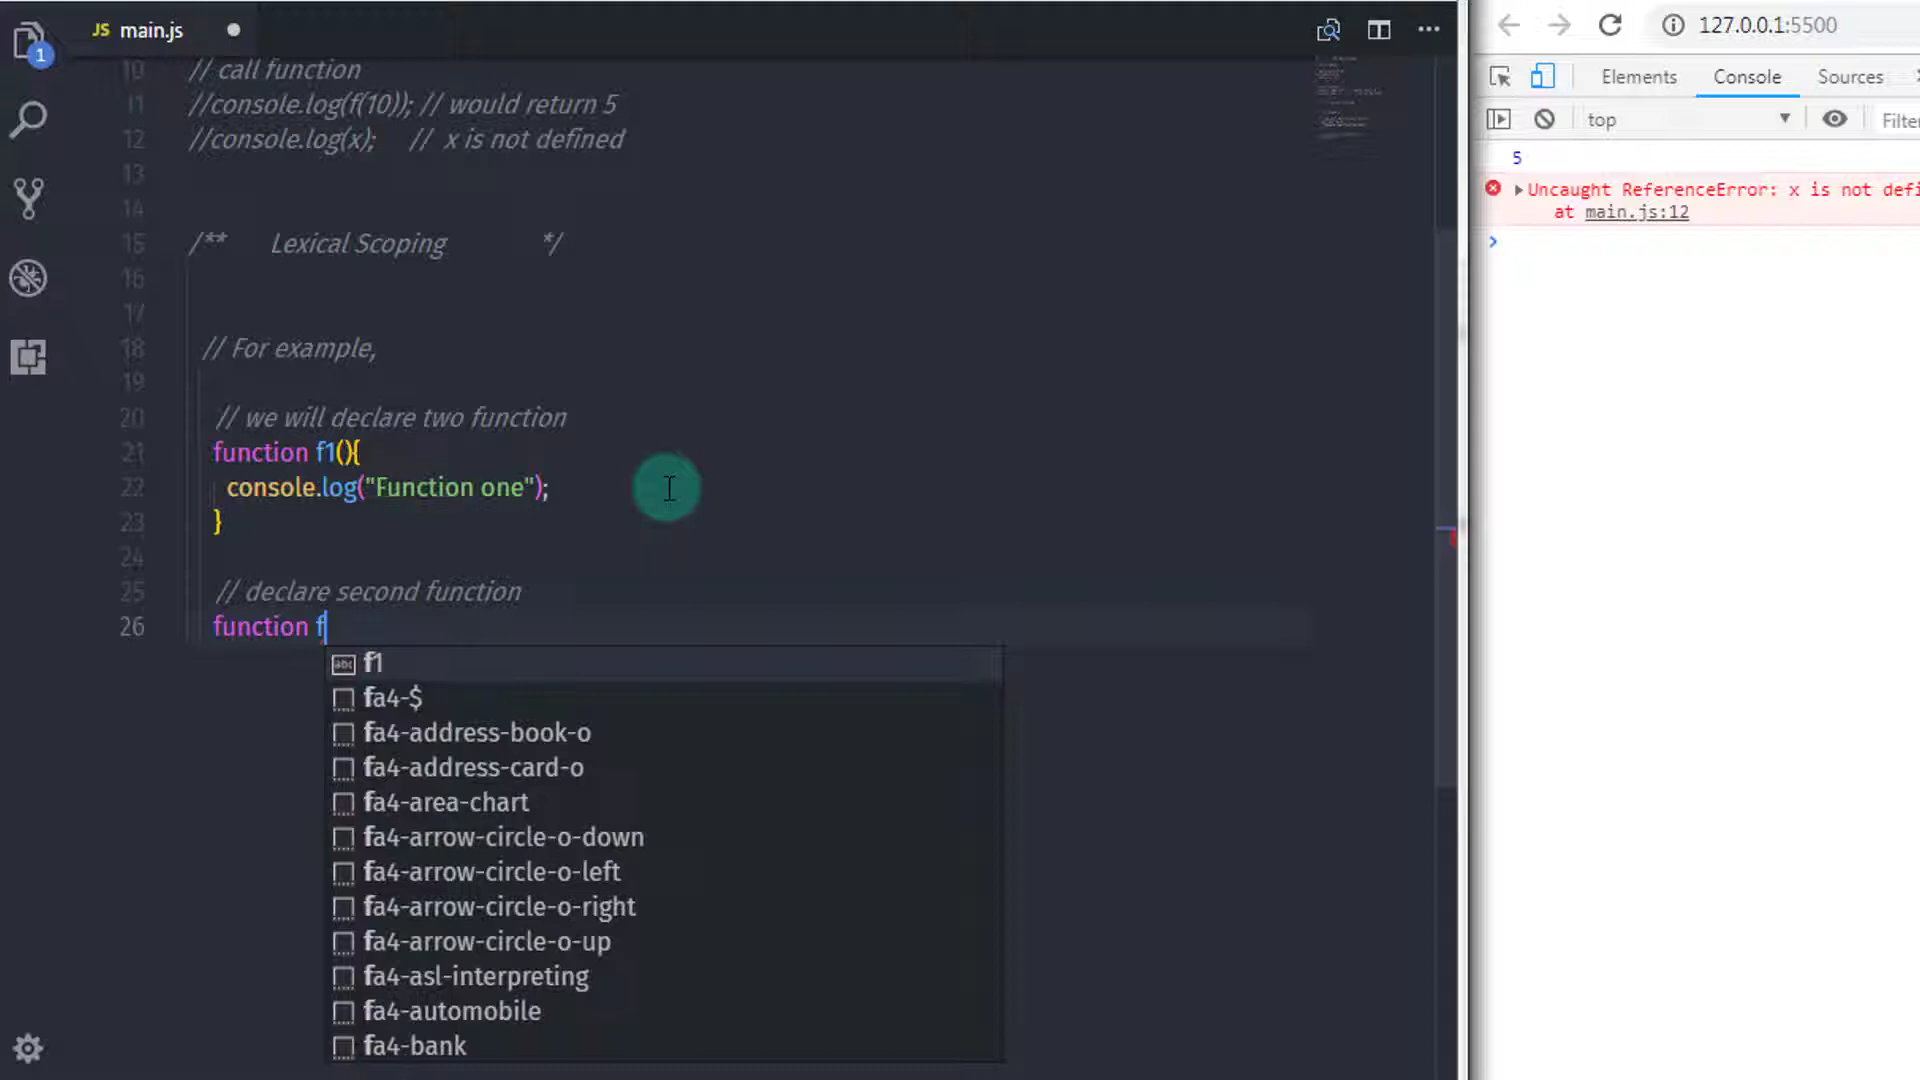 JS main.js
1
10 // call function
11 //console.log(f(10)); // would return 5
12 //console.log(x); // x is not defined
13
14
15 /** Lexical Scoping */
16
17
18 // For example,
19
20 // we will declare two function
21 function f1(){
22 console.log("Function one");
23 }
24
25 // declare second function
26 function f
abc f1
fa4-$
fa4-address-book-o
fa4-address-card-o
fa4-area-chart
fa4-arrow-circle-o-down
fa4-arrow-circle-o-left
fa4-arrow-circle-o-right
fa4-arrow-circle-o-up
fa4-asl-interpreting
fa4-automobile
fa4-bank
127.0.0.1:5500
Elements Console Sources
top Filte
5
Uncaught ReferenceError: x is not defi
at main.js:12